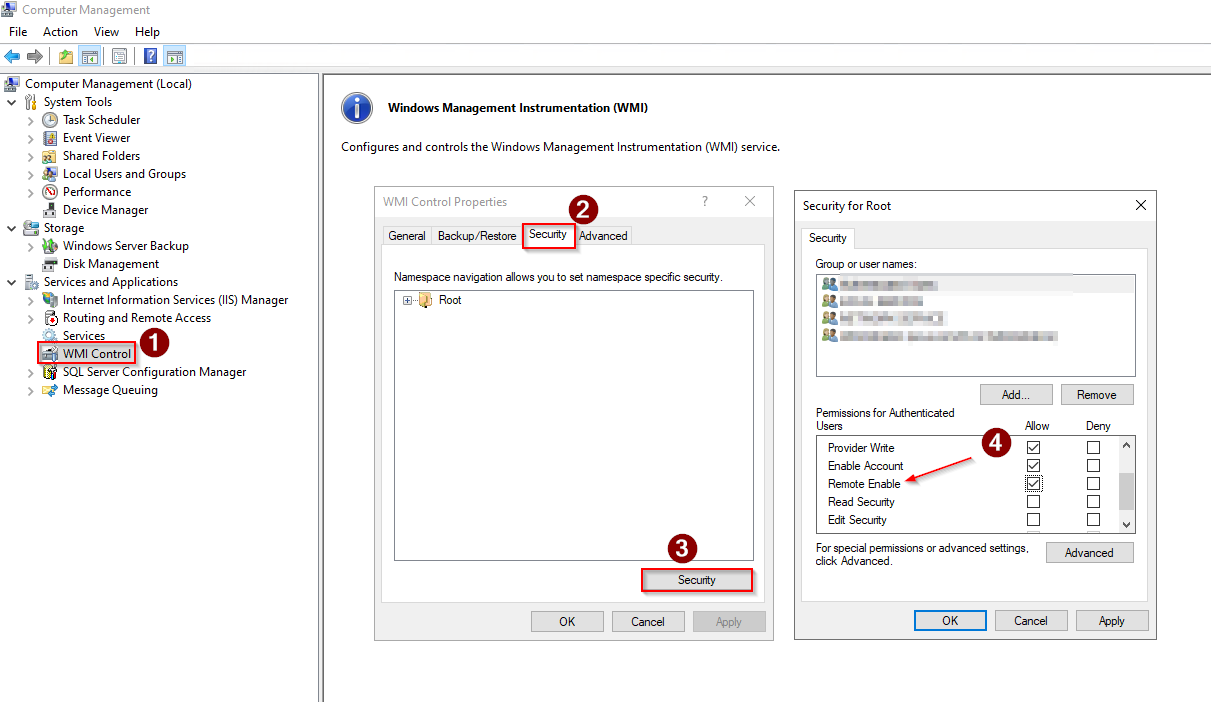 Computer Management
File Action View Help
Computer Management (Local)
System Tools
Task Scheduler
Event Viewer
Shared Folders
Local Users and Groups
Performance
Device Manager
Storage
Windows Server Backup
Disk Management
Services and Applications
Internet Information Services (IIS) Manager
Routing and Remote Access
Services
WMI Control
1
SQL Server Configuration Manager
Message Queuing
Windows Management Instrumentation (WMI)
Configures and controls the Windows Management Instrumentation (WMI) service.
WMI Control Properties
2
General Backup/Restore Security Advanced
Namespace navigation allows you to set namespace specific security.
Root
3
Security
OK Cancel Apply
Security for Root
Security
Group or user names:
Add... Remove
Permissions for Authenticated
Users
Allow Deny
4
Provider Write
Enable Account
Remote Enable
Read Security
Edit Security
For special permissions or advanced settings,
click Advanced.
Advanced
OK Cancel Apply